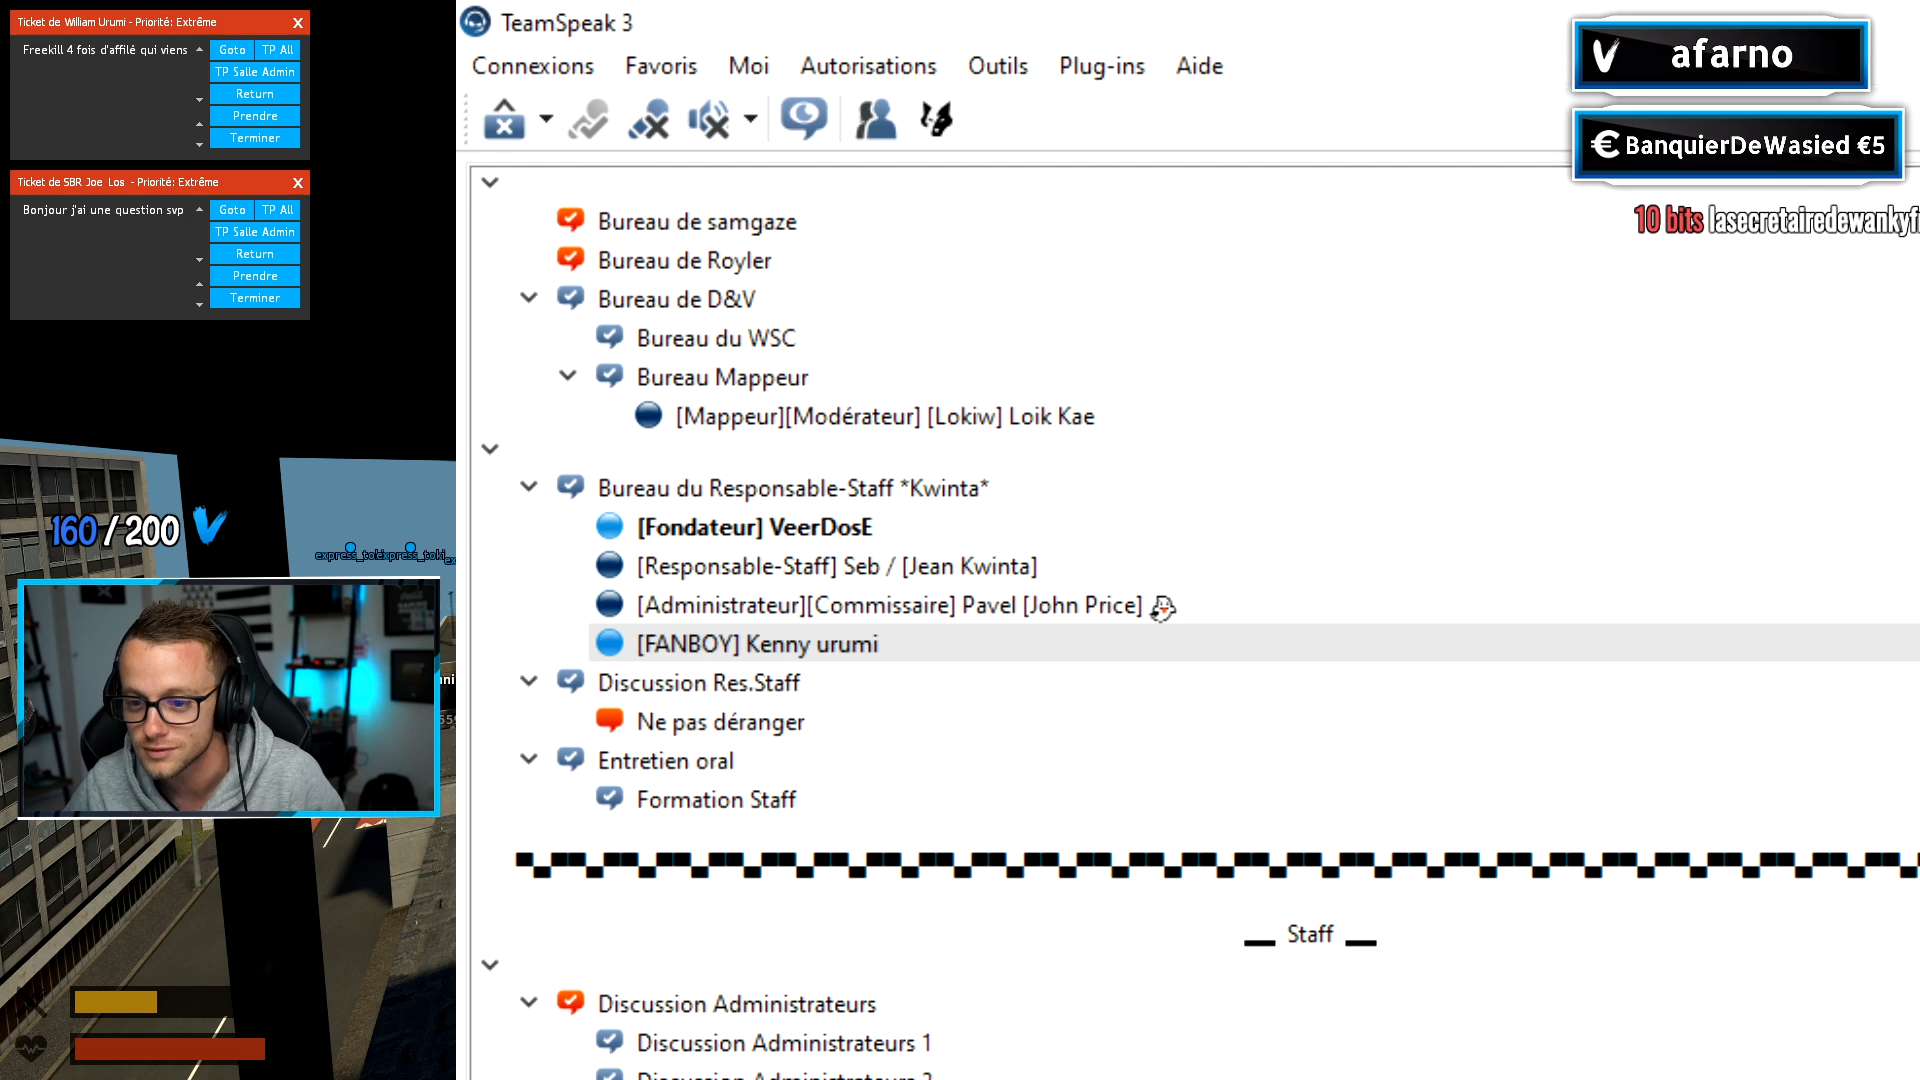 Ticket de William Urumi - Priorité: Extrême
X
Freekill 4 fois d'affilé qui viens
Goto
TP All
TP Salle Admin
Return
Prendre
Terminer
Ticket de SBR Joe Los - Priorité: Extrême
X
Bonjour j'ai une question svp
Goto
TP All
TP Salle Admin
Return
Prendre
Terminer
160 / 200
TeamSpeak 3
Connexions Favoris Moi Autorisations Outils Plug-ins Aide
Bureau de samgaze
Bureau de Royler
Bureau de D&V
Bureau du WSC
Bureau Mappeur
[Mappeur][Modérateur] [Lokiw] Loik Kae
Bureau du Responsable-Staff *Kwinta*
[Fondateur] VeerDosE
[Responsable-Staff] Seb / [Jean Kwinta]
[Administrateur][Commissaire] Pavel [John Price]
[FANBOY] Kenny urumi
Discussion Res.Staff
Ne pas déranger
Entretien oral
Formation Staff
Staff
Discussion Administrateurs
Discussion Administrateurs 1
afarno
BanquierDeWasied €5
10 bits lasecretairedewankyfi